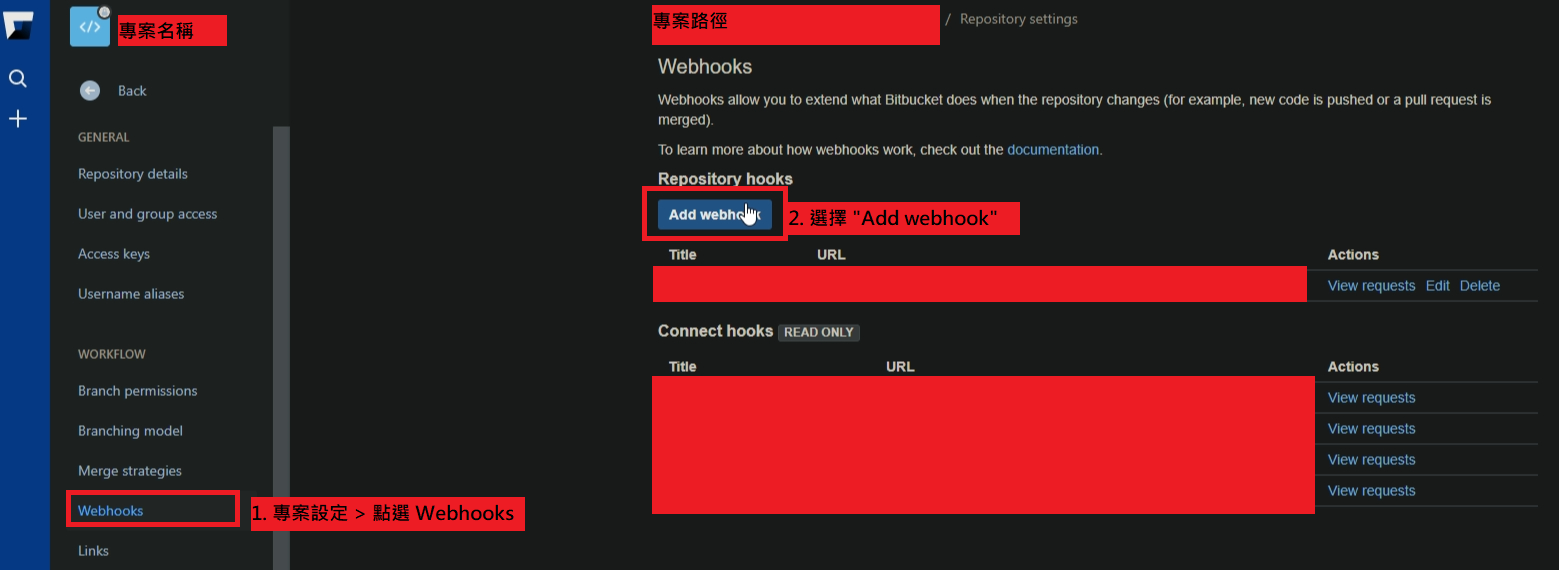 專案名稱
Back
GENERAL
Repository details
User and group access
Access keys
Username aliases
WORKFLOW
Branch permissions
Branching model
Merge strategies
Webhooks
1. 專案設定 > 點選 Webhooks
Links
專案路徑 / Repository settings
Webhooks
Webhooks allow you to extend what Bitbucket does when the repository changes (for example, new code is pushed or a pull request is
merged).
To learn more about how webhooks work, check out the documentation.
Repository hooks
Add webhook
2. 選擇 "Add webhook"
Title URL Actions
View requests Edit Delete
Connect hooks READ ONLY
Title URL Actions
View requests
View requests
View requests
View requests